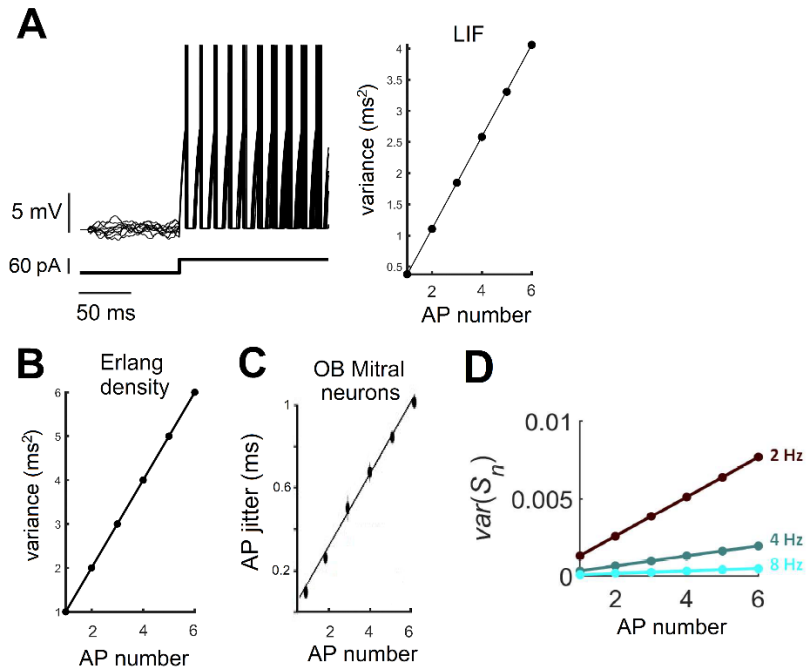 A
5 mV
60 pA
50 ms
LIF
variance (ms²)
4
3.5
3
2.5
2
1.5
1
0.5
2
4
6
AP number
B
Erlang
density
variance (ms²)
6
5
4
3
2
1
2
4
6
AP number
C
OB Mitral
neurons
AP jitter (ms)
1
0.6
0.2
2
4
6
AP number
D
var(Sₙ)
0.01
0.005
0
2 Hz
4 Hz
8 Hz
2
4
6
AP number